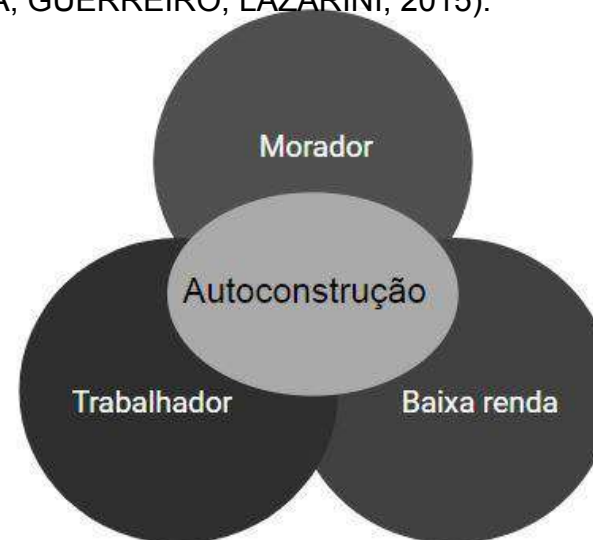 A, GUERREIRO, LAZARINI, 2015).
Morador
Autoconstrução
Trabalhador
Baixa renda